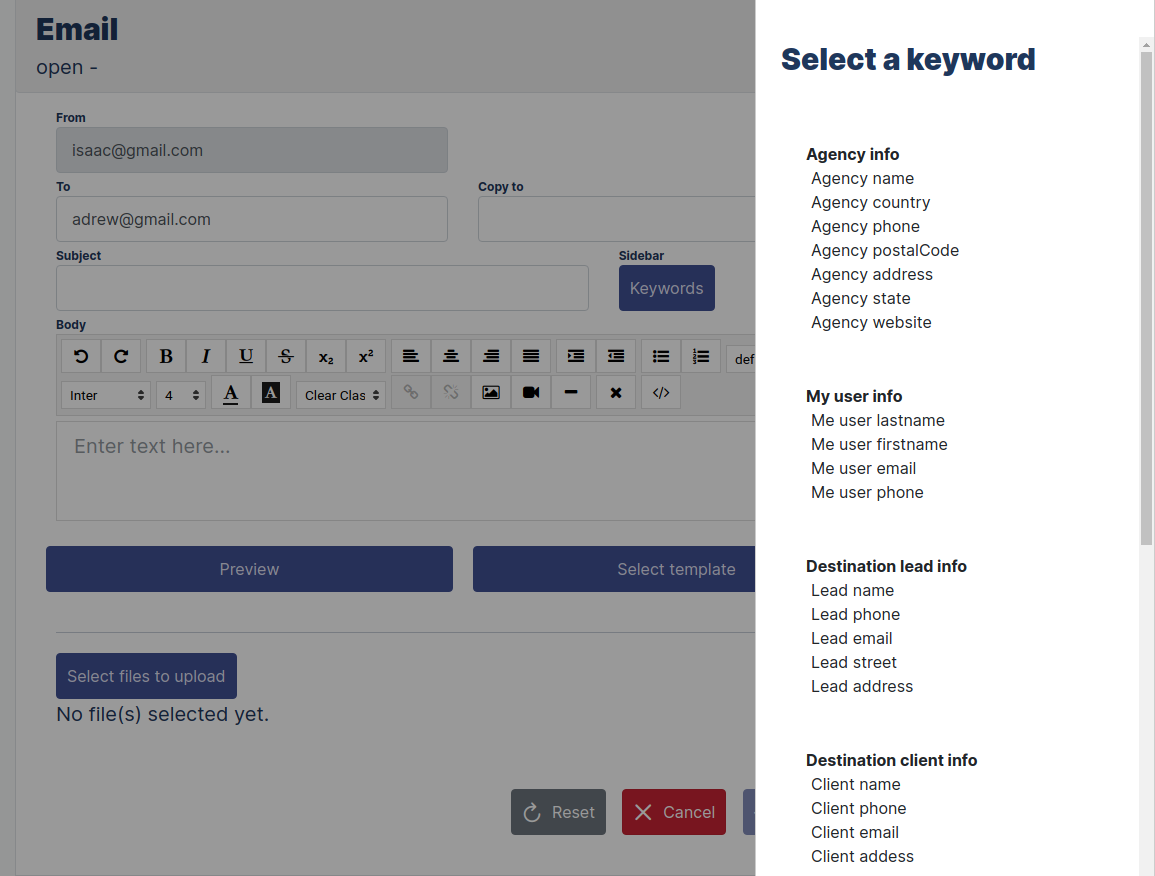 Email
open -
From
isaac@gmail.com
To
Copy to
adrew@gmail.com
Subject
Sidebar
Keywords
Body
B I U S x₂ x² def
Inter 4 A A Clear Clas </>
Enter text here...
Preview
Select template
Select files to upload
No file(s) selected yet.
Reset
Cancel
Select a keyword
Agency info
Agency name
Agency country
Agency phone
Agency postalCode
Agency address
Agency state
Agency website
My user info
Me user lastname
Me user firstname
Me user email
Me user phone
Destination lead info
Lead name
Lead phone
Lead email
Lead street
Lead address
Destination client info
Client name
Client phone
Client email
Client addess